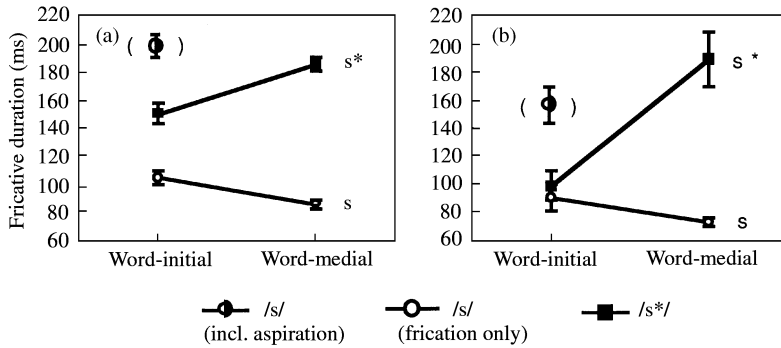 Fricative duration (ms)
220
200
180
160
140
120
100
80
60
(a)
( )
s*
s
Word-initial Word-medial
220
200
180
160
140
120
100
80
60
(b)
( )
s *
s
Word-initial Word-medial
/s/
(incl. aspiration)
/s/
(frication only)
/s*/